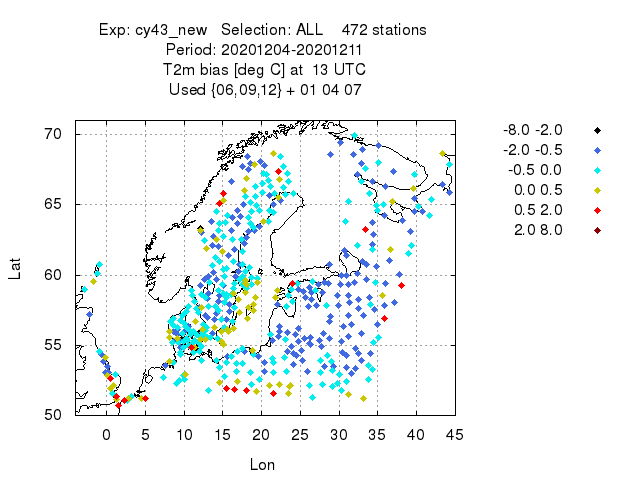 Exp: cy43_new   Selection: ALL    472 stations
Period: 20201204-20201211
T2m bias [deg C] at  13 UTC
Used {06,09,12} + 01 04 07
70
65
60
55
50
Lat
0 5 10 15 20 25 30 35 40 45
Lon
-8.0 -2.0
-2.0 -0.5
-0.5 0.0
0.0 0.5
0.5 2.0
2.0 8.0